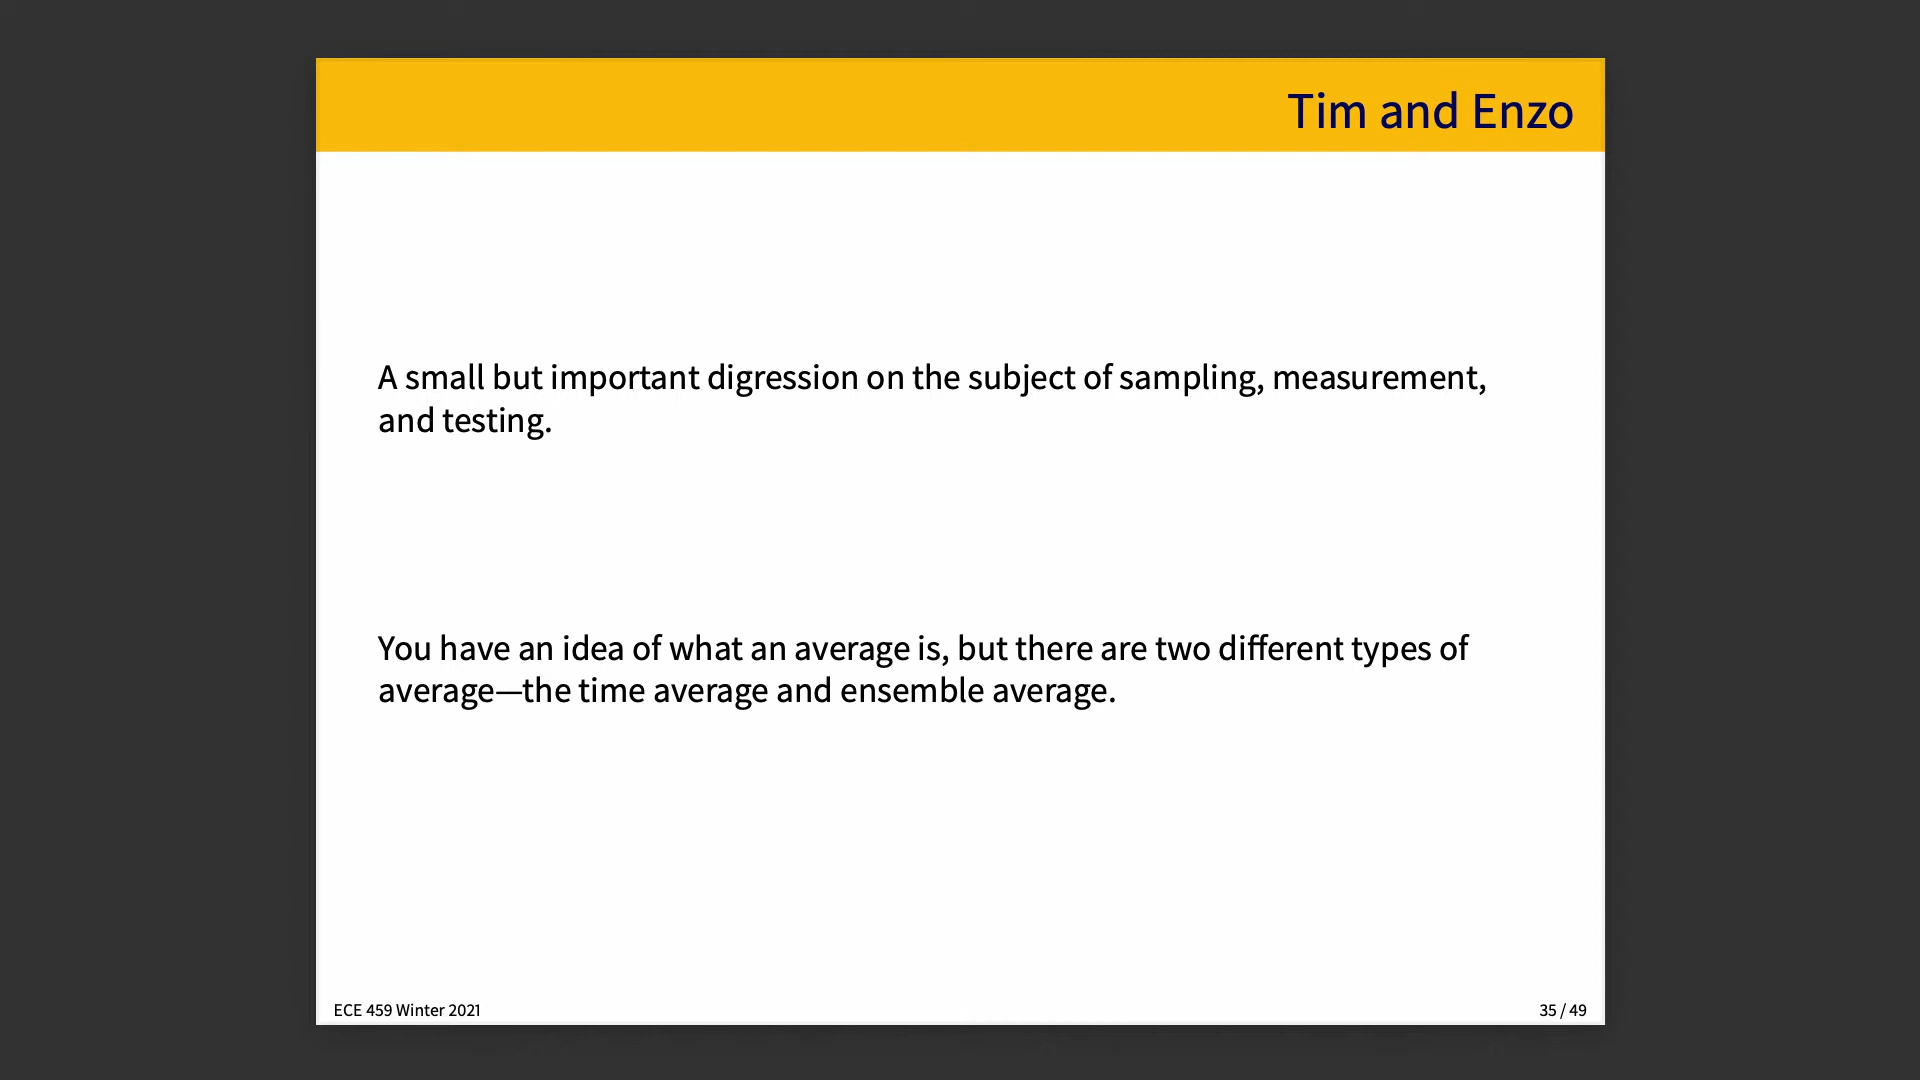 Tim and Enzo
A small but important digression on the subject of sampling, measurement,
and testing.
You have an idea of what an average is, but there are two different types of
average—the time average and ensemble average.
ECE 459 Winter 2021
35 / 49